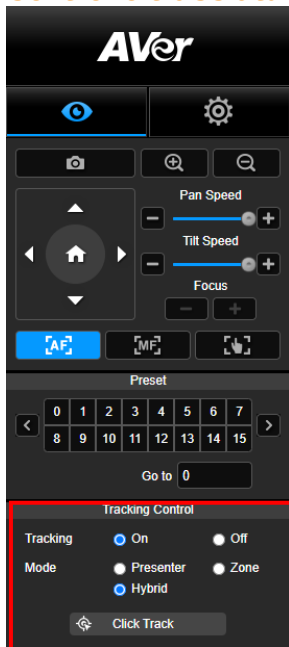 AVer
Pan Speed
Tilt Speed
Focus
AF
MF
Preset
0 1 2 3 4 5 6 7
8 9 10 11 12 13 14 15
Go to 0
Tracking Control
Tracking On Off
Mode Presenter Zone
Hybrid
Click Track